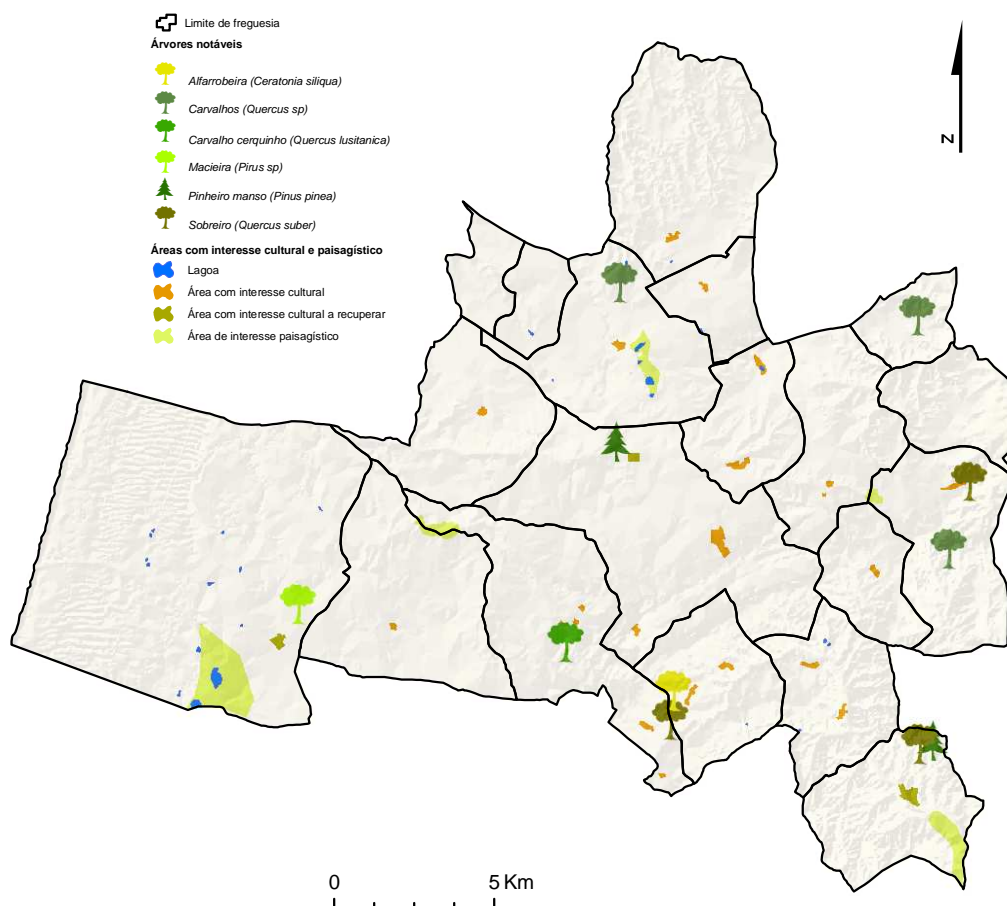 Limite de freguesia
Árvores notáveis
Alfarrobeira (Ceratonia siliqua)
Carvalhos (Quercus sp)
Carvalho cerquinho (Quercus lusitanica)
Macieira (Pirus sp)
Pinheiro manso (Pinus pinea)
Sobreiro (Quercus suber)
Áreas com interesse cultural e paisagístico
Lagoa
Área com interesse cultural
Área com interesse cultural a recuperar
Área de interesse paisagístico
N
0 5 Km